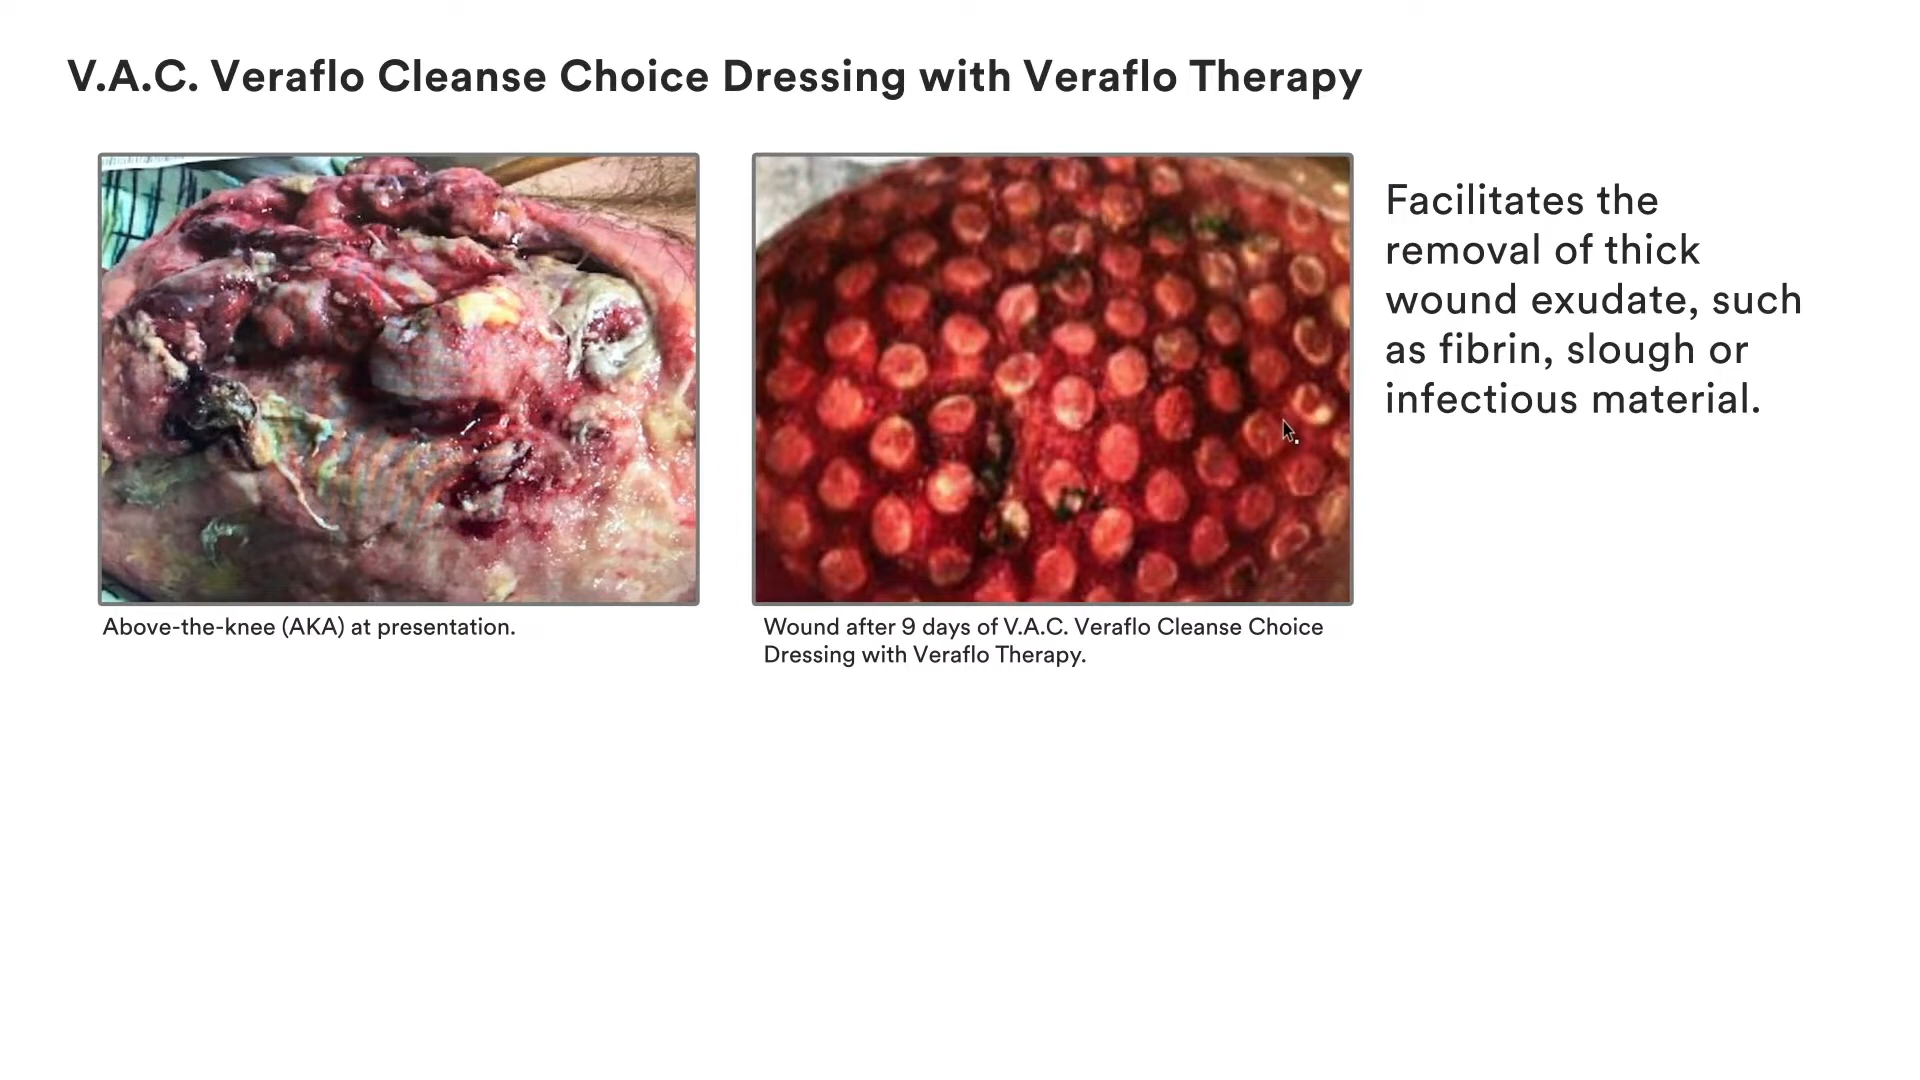 V.A.C. Veraflo Cleanse Choice Dressing with Veraflo Therapy
Facilitates the
removal of thick
wound exudate, such
as fibrin, slough or
infectious material.
Above-the-knee (AKA) at presentation.
Wound after 9 days of V.A.C. Veraflo Cleanse Choice
Dressing with Veraflo Therapy.